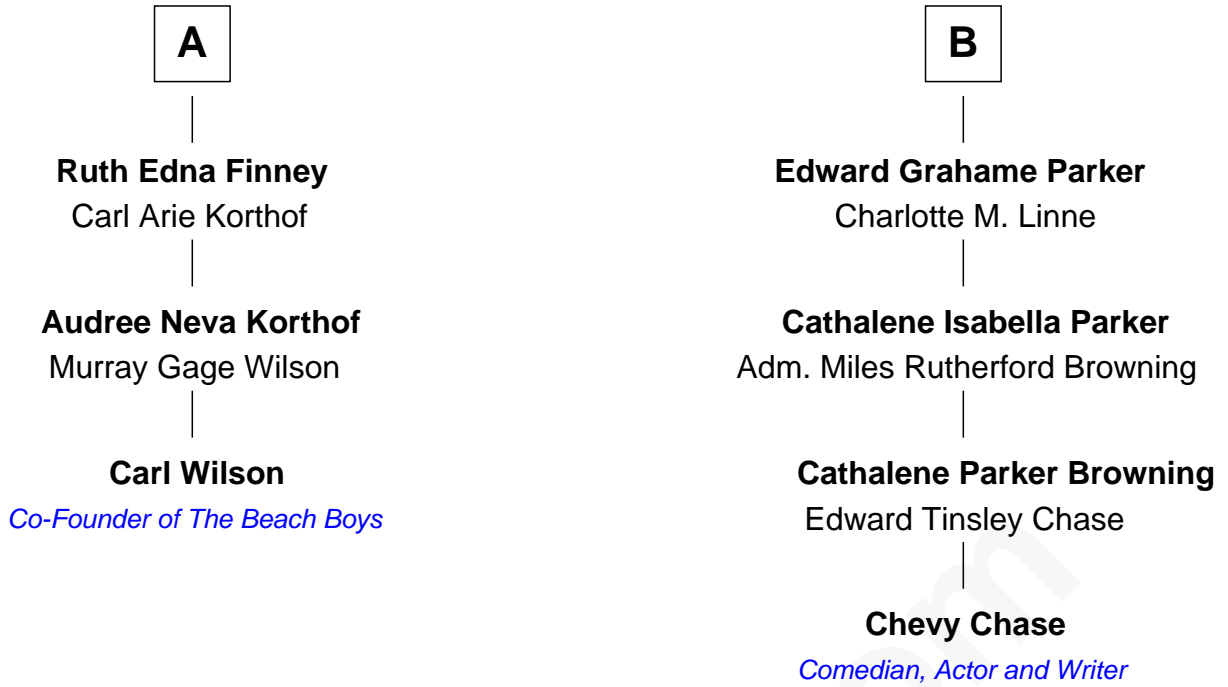 A
Ruth Edna Finney
Carl Arie Korthof
Audree Neva Korthof
Murray Gage Wilson
Carl Wilson
Co-Founder of The Beach Boys
B
Edward Grahame Parker
Charlotte M. Linne
Cathalene Isabella Parker
Adm. Miles Rutherford Browning
Cathalene Parker Browning
Edward Tinsley Chase
Chevy Chase
Comedian, Actor and Writer